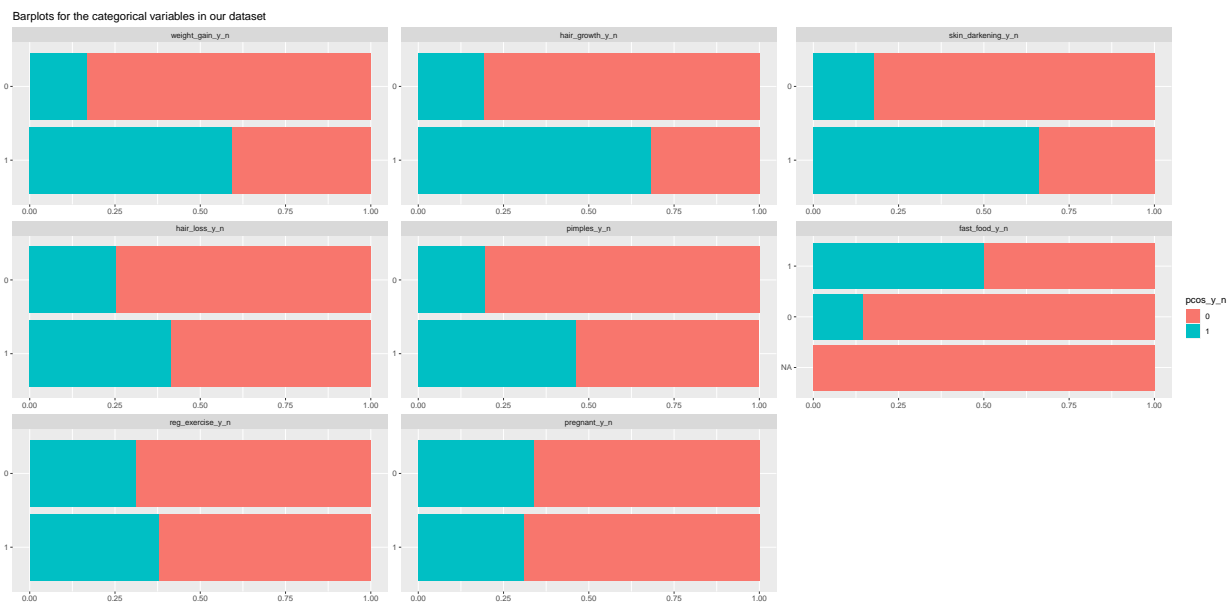 Barplots for the categorical variables in our dataset
weight_gain_y_n
0
1
0.00 0.25 0.50 0.75 1.00
hair_growth_y_n
0
1
0.00 0.25 0.50 0.75 1.00
skin_darkening_y_n
0
1
0.00 0.25 0.50 0.75 1.00
hair_loss_y_n
0
1
0.00 0.25 0.50 0.75 1.00
pimples_y_n
0
1
0.00 0.25 0.50 0.75 1.00
fast_food_y_n
1
0
NA
0.00 0.25 0.50 0.75 1.00
pcos_y_n
0
1
reg_exercise_y_n
0
1
0.00 0.25 0.50 0.75 1.00
pregnant_y_n
0
1
0.00 0.25 0.50 0.75 1.00